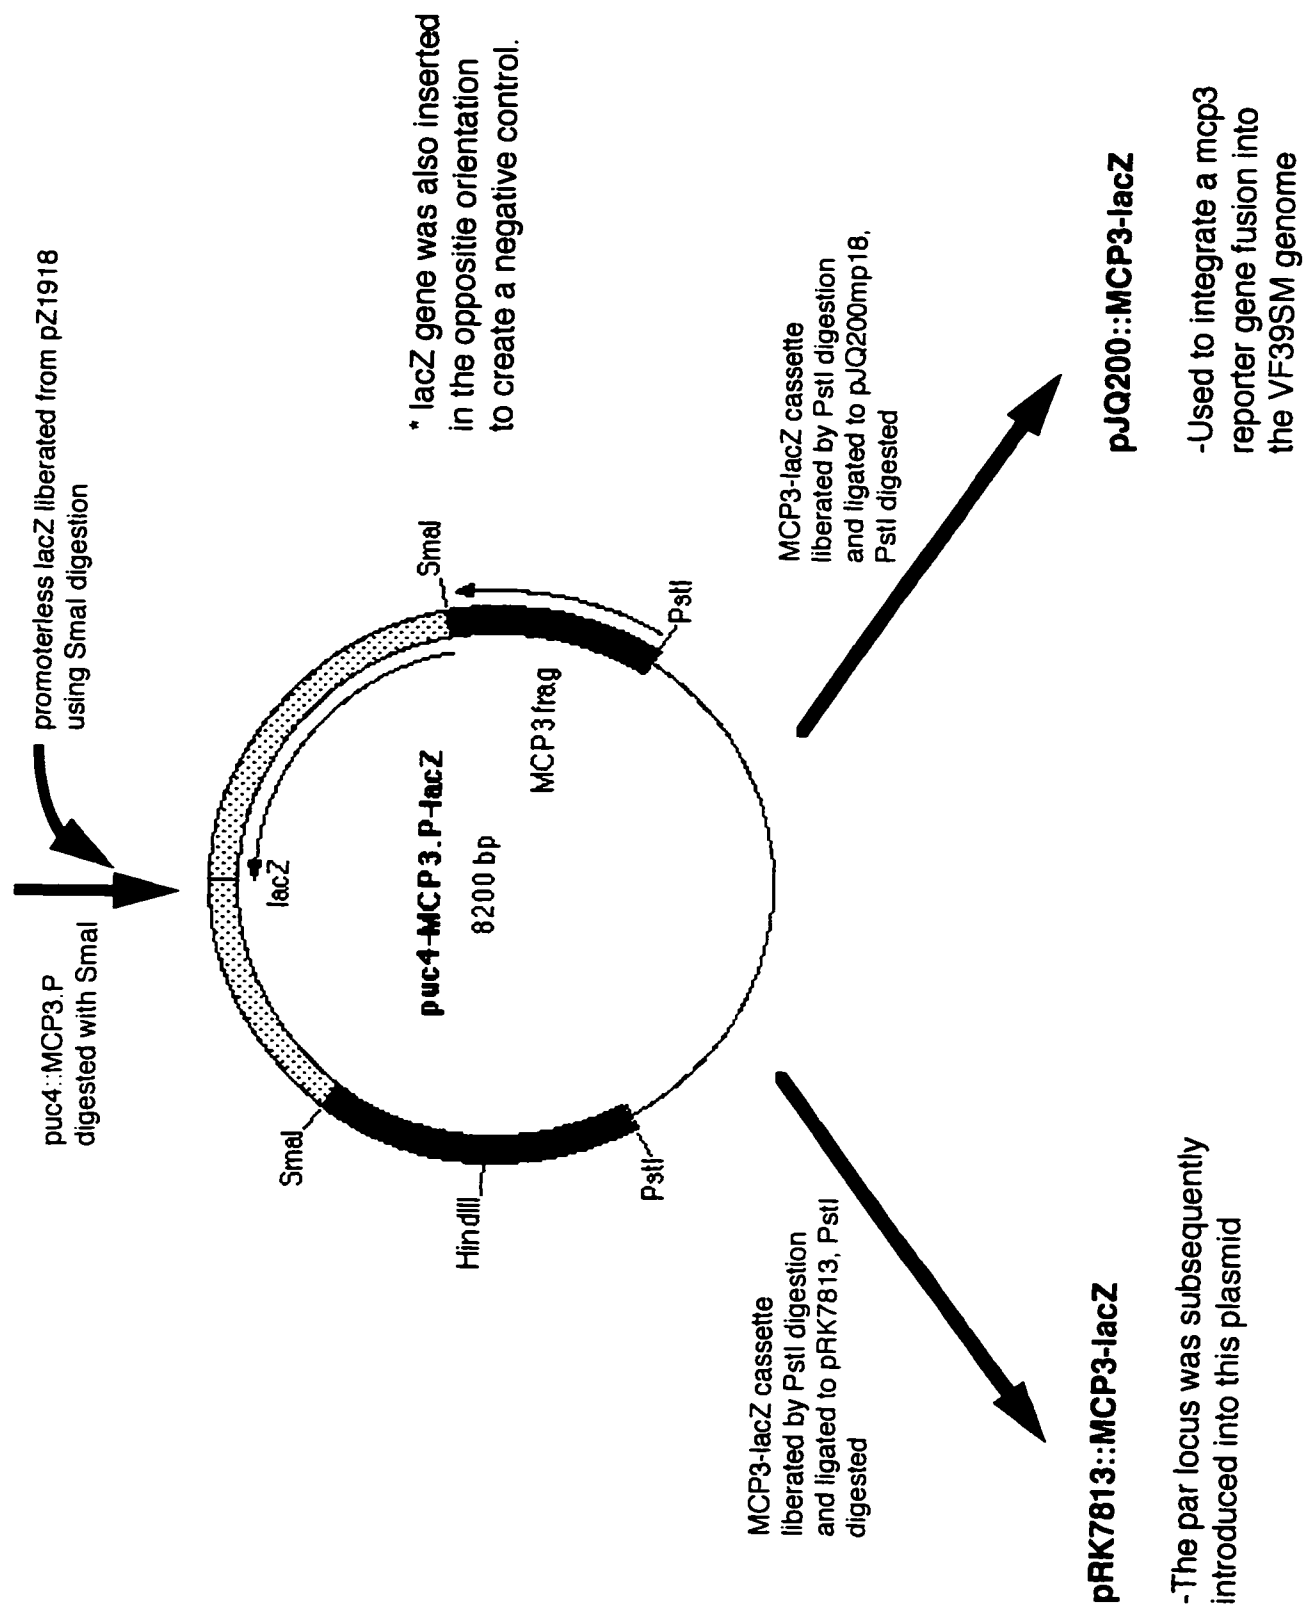 puc4::MCP3.P
digested with SmaI
promoterless lacZ liberated from pZ1918
using SmaI digestion
* lacZ gene was also inserted
in the oppositie orientation
to create a negative control.
SmaI
SmaI
lacZ
puc4-MCP3.P-lacZ
8200 bp
HindIII
MCP3 frag
PstI
PstI
MCP3-lacZ cassette
liberated by PstI digestion
and ligated to pRK7813, PstI
digested
MCP3-lacZ cassette
liberated by PstI digestion
and ligated to pJQ200mp18,
PstI digested
pRK7813::MCP3-lacZ
-The par locus was subsequently
introduced into this plasmid
pJQ200::MCP3-lacZ
-Used to integrate a mcp3
reporter gene fusion into
the VF39SM genome